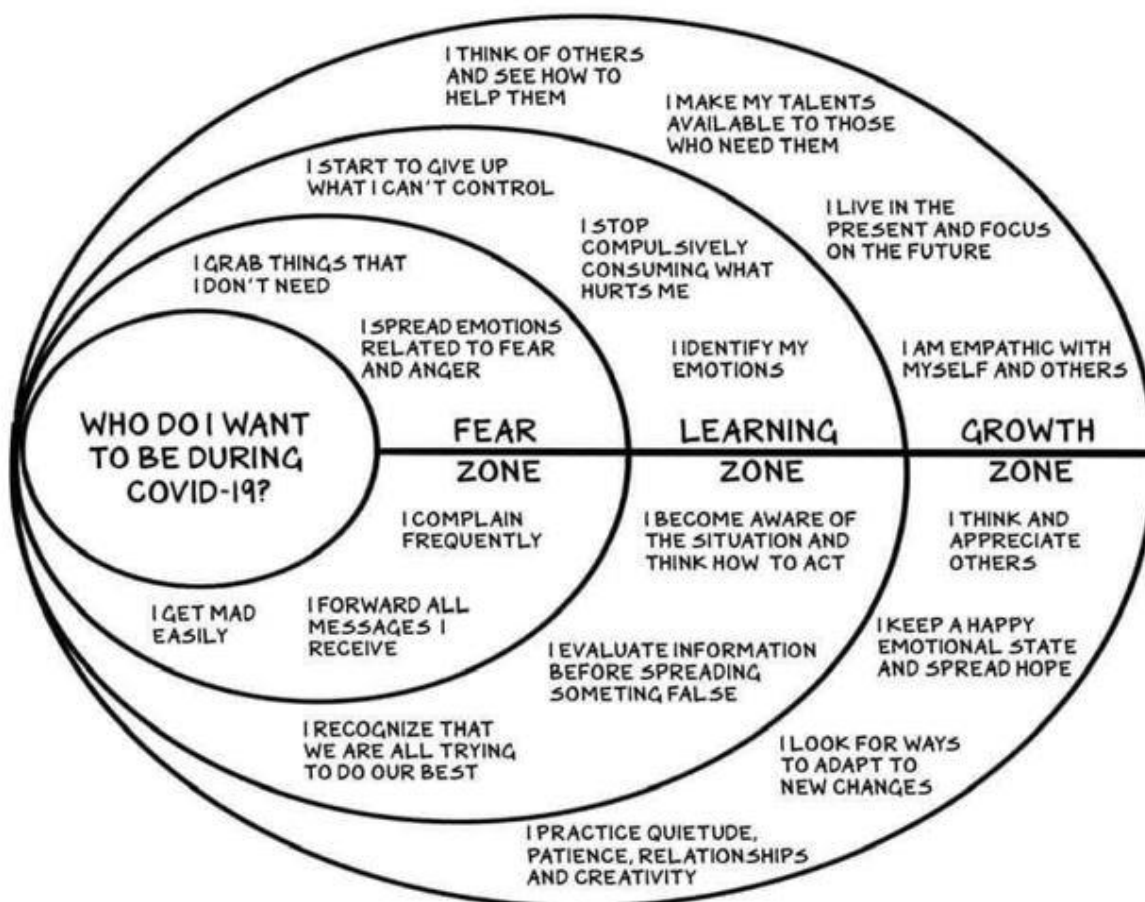 I THINK OF OTHERS
AND SEE HOW TO
HELP THEM
I MAKE MY TALENTS
AVAILABLE TO THOSE
WHO NEED THEM
I START TO GIVE UP
WHAT I CAN'T CONTROL
I LIVE IN THE
PRESENT AND FOCUS
ON THE FUTURE
I STOP
COMPULSIVELY
CONSUMING WHAT
HURTS ME
I GRAB THINGS THAT
I DON'T NEED
I SPREAD EMOTIONS
RELATED TO FEAR
AND ANGER
I IDENTIFY MY
EMOTIONS
I AM EMPATHIC WITH
MYSELF AND OTHERS
WHO DO I WANT
TO BE DURING
COVID-19?
FEAR
ZONE
LEARNING
ZONE
GROWTH
ZONE
I COMPLAIN
FREQUENTLY
I BECOME AWARE OF
THE SITUATION AND
THINK HOW TO ACT
I THINK AND
APPRECIATE
OTHERS
I GET MAD
EASILY
I FORWARD ALL
MESSAGES I
RECEIVE
I EVALUATE INFORMATION
BEFORE SPREADING
SOMETING FALSE
I KEEP A HAPPY
EMOTIONAL STATE
AND SPREAD HOPE
I RECOGNIZE THAT
WE ARE ALL TRYING
TO DO OUR BEST
I LOOK FOR WAYS
TO ADAPT TO
NEW CHANGES
I PRACTICE QUIETUDE,
PATIENCE, RELATIONSHIPS
AND CREATIVITY